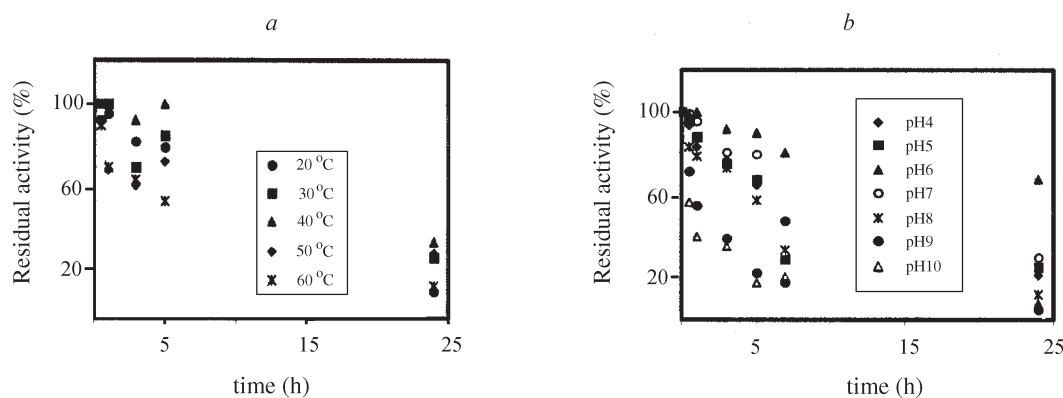 a
Residual activity (%)
100
60
20
20 °C
30 °C
40 °C
50 °C
60 °C
5
15
25
time (h)
b
Residual activity (%)
100
60
20
pH4
pH5
pH6
pH7
pH8
pH9
pH10
5
15
25
time (h)